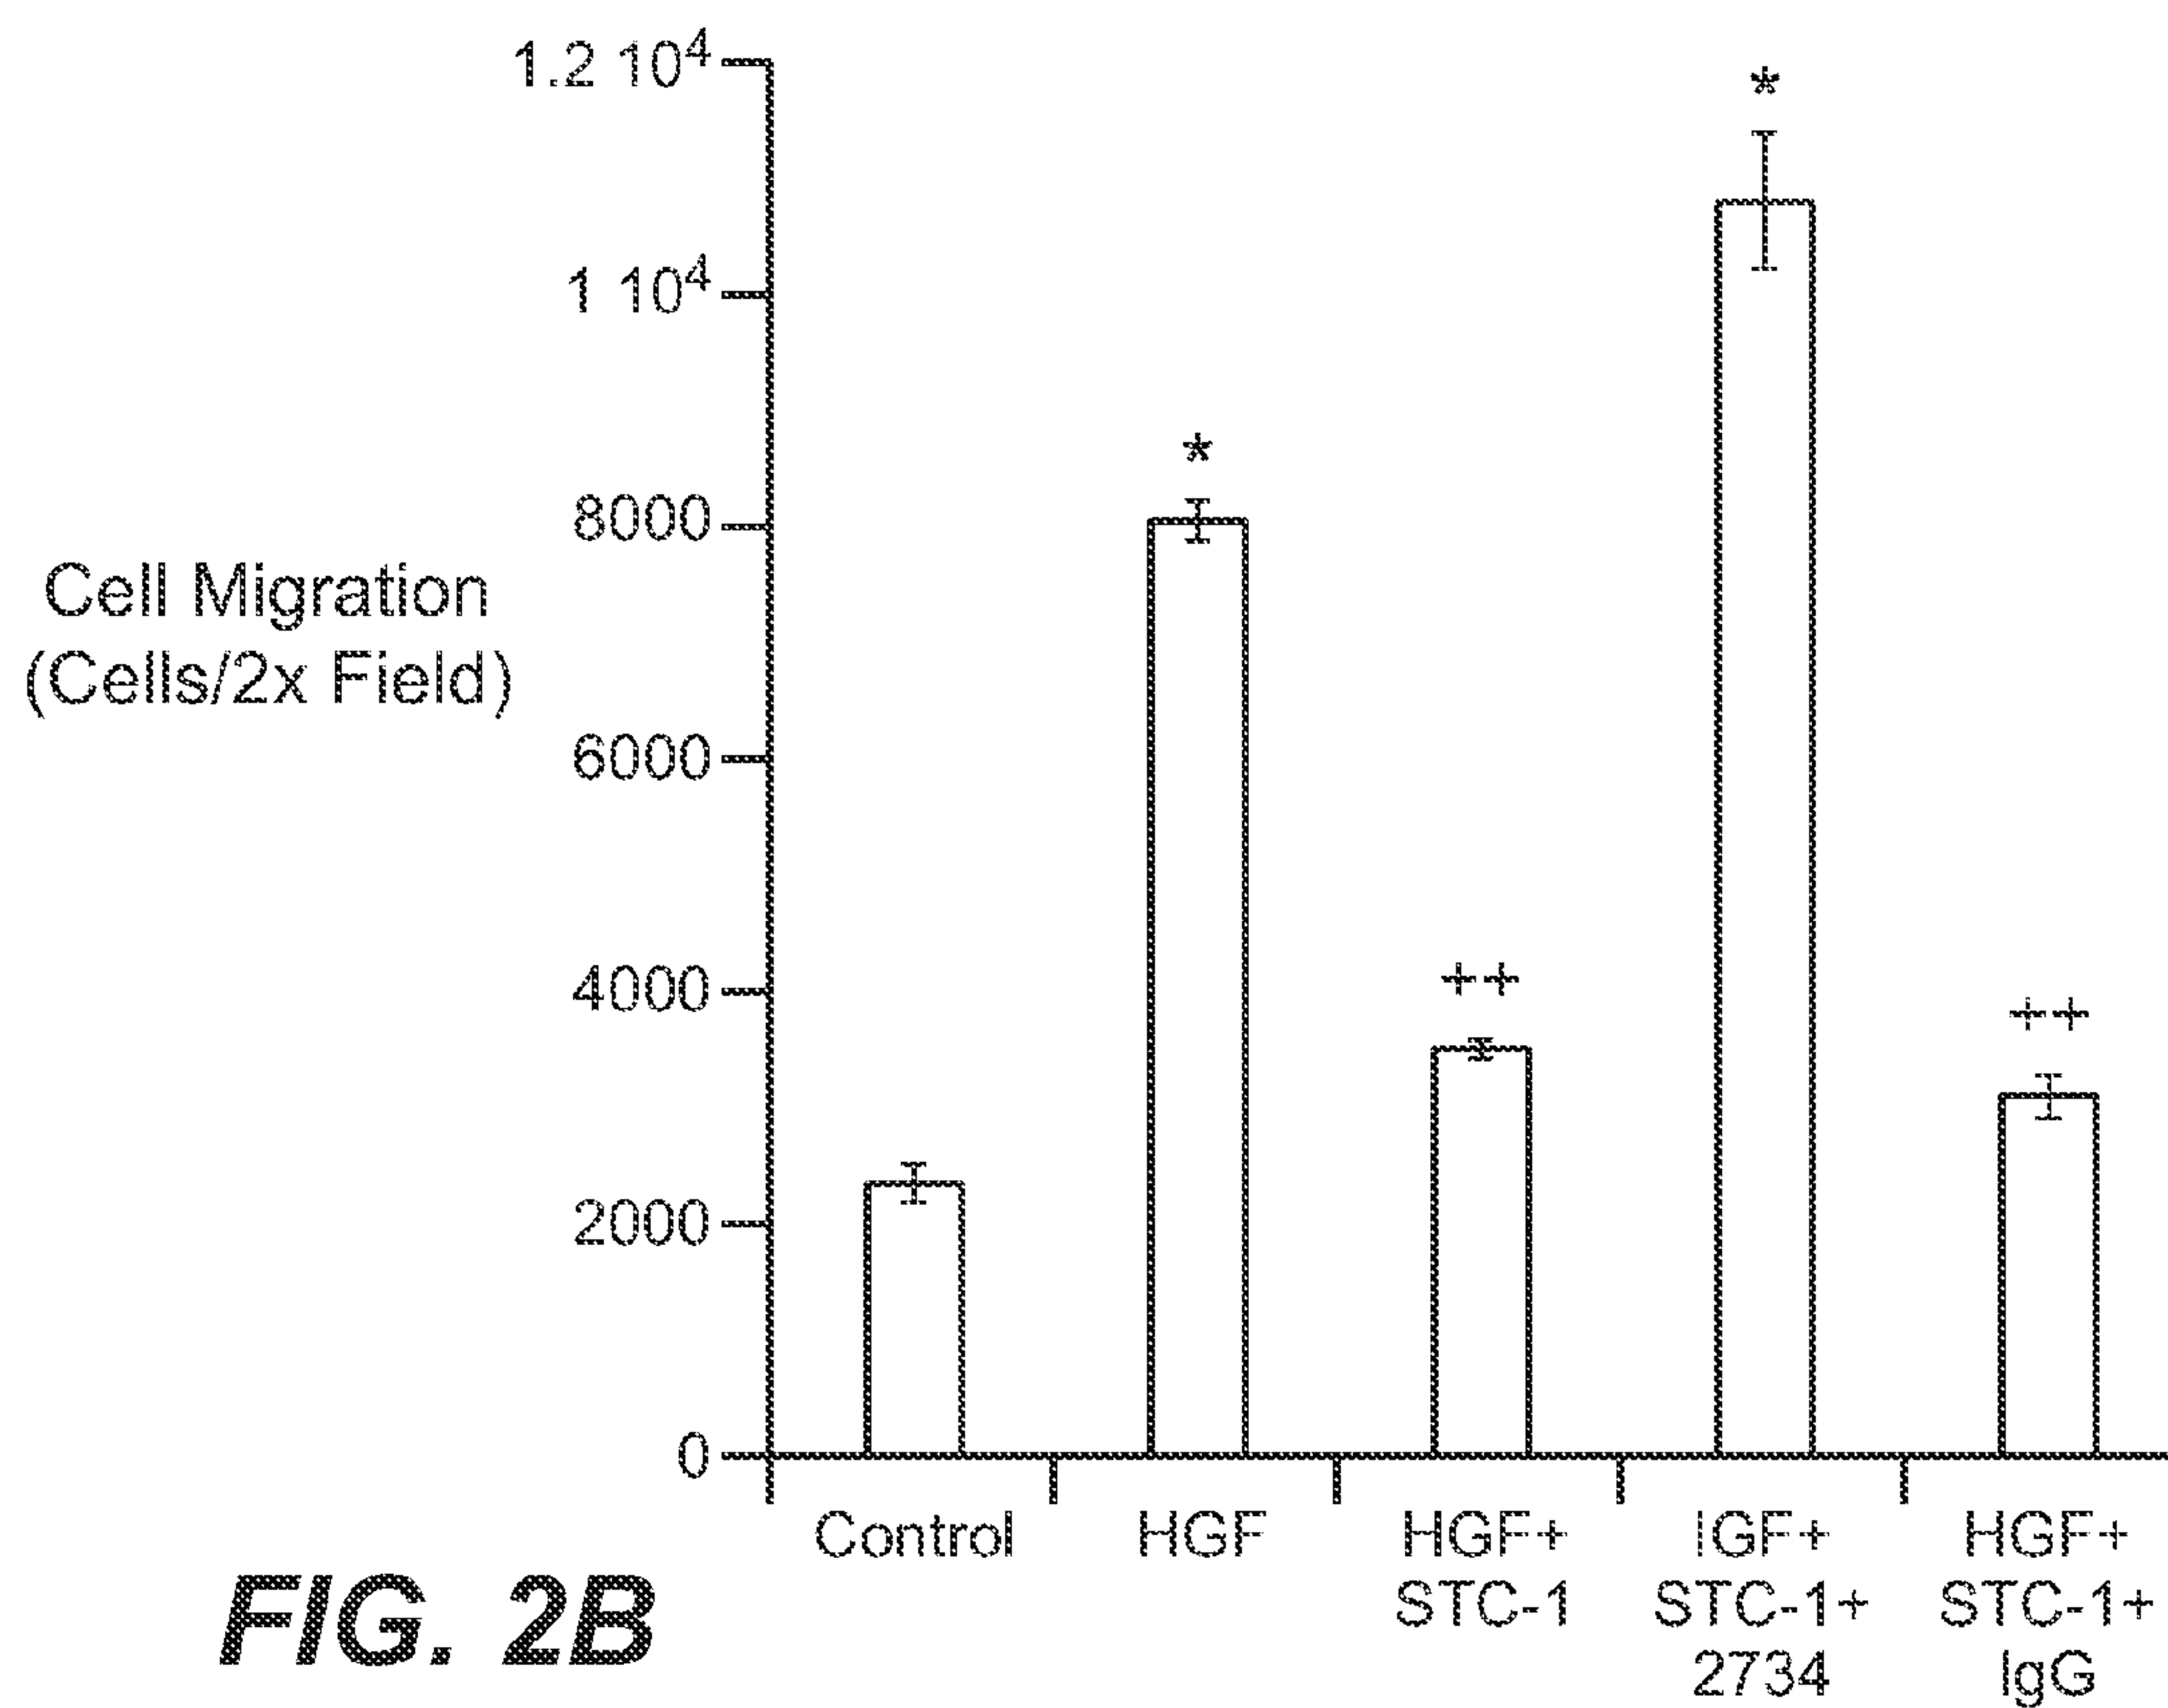 1.2 10⁴
1 10⁴
8000
6000
4000
2000
0
Cell Migration
(Cells/2x Field)
*
*
++
++
Control
HGF
HGF+
STC-1
IGF+
STC-1+
2734
HGF+
STC-1+
IgG
FIG. 2B